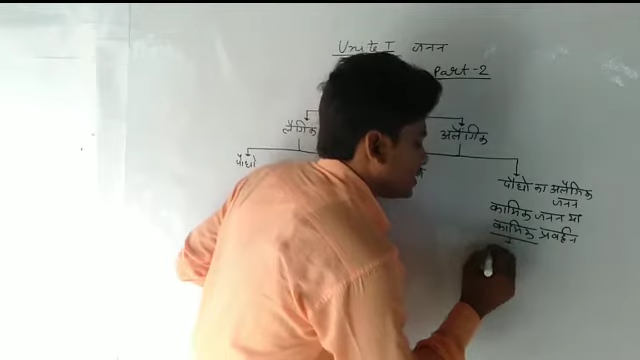 Unit I जनन
Part-2
लैंगिक
अलैंगिक
पौधो
पौधो का अलैंगिक
जनन
कायिक जनन या
कायिक प्रवर्धन